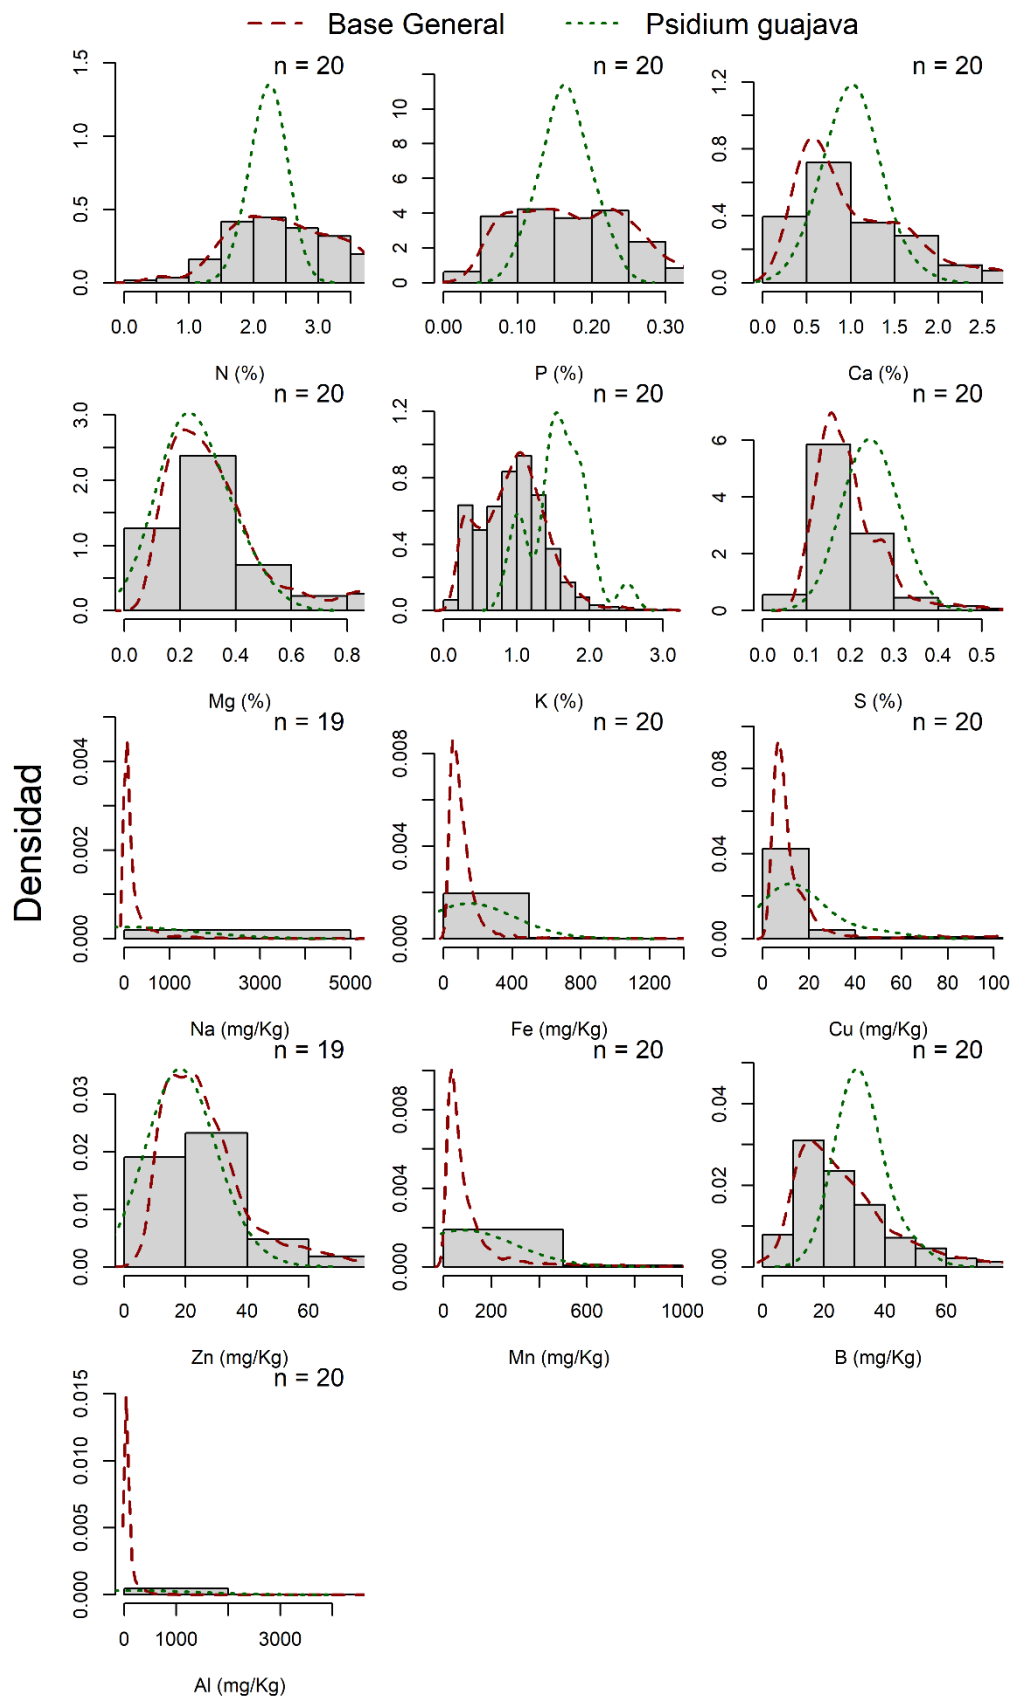 Base General Psidium guajava
n = 20 n = 20 n = 20
0.0 0.5 1.0 1.5
0 2 4 6 8 10
0.0 0.4 0.8 1.2
0.0 1.0 2.0 3.0
0.00 0.10 0.20 0.30
0.0 0.5 1.0 1.5 2.0 2.5
N (%) P (%) Ca (%)
n = 20 n = 20 n = 20
0.0 1.0 2.0 3.0
0.0 0.4 0.8 1.2
0 2 4 6
0.0 0.2 0.4 0.6 0.8
0.0 1.0 2.0 3.0
0.0 0.1 0.2 0.3 0.4 0.5
Mg (%) K (%) S (%)
Densidad
n = 19 n = 20 n = 20
0.000 0.002 0.004
0.000 0.004 0.008
0.00 0.04 0.08
0 1000 3000 5000
0 400 800 1200
0 20 40 60 80 100
Na (mg/Kg) Fe (mg/Kg) Cu (mg/Kg)
n = 19 n = 20 n = 20
0.00 0.01 0.02 0.03
0.000 0.004 0.008
0.00 0.02 0.04
0 20 40 60
0 200 600 1000
0 20 40 60
Zn (mg/Kg) Mn (mg/Kg) B (mg/Kg)
n = 20
0.000 0.005 0.010 0.015
0 1000 3000
Al (mg/Kg)